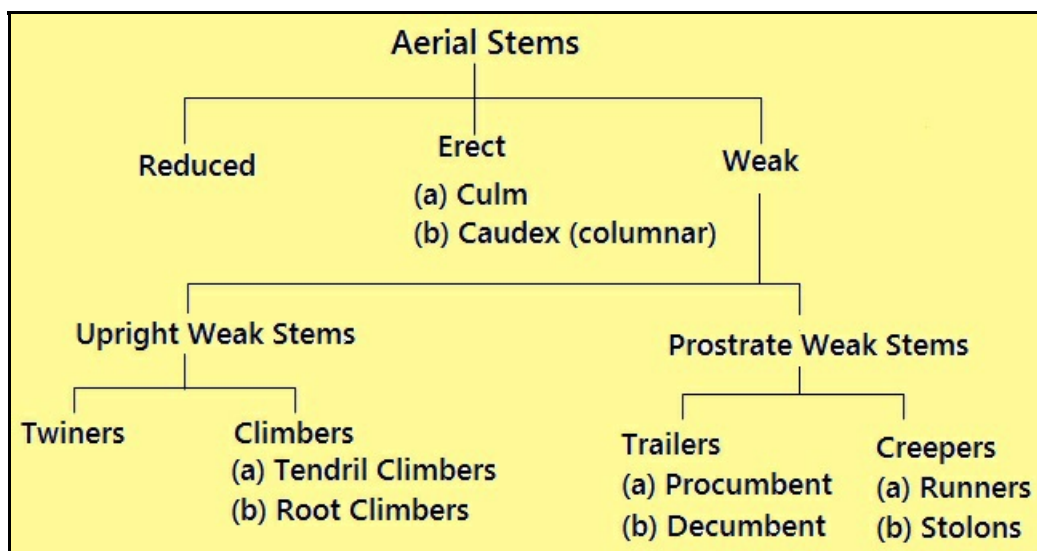 Aerial Stems
Reduced
Erect
(a) Culm
(b) Caudex (columnar)
Weak
Upright Weak Stems
Prostrate Weak Stems
Twiners
Climbers
(a) Tendril Climbers
(b) Root Climbers
Trailers
(a) Procumbent
(b) Decumbent
Creepers
(a) Runners
(b) Stolons